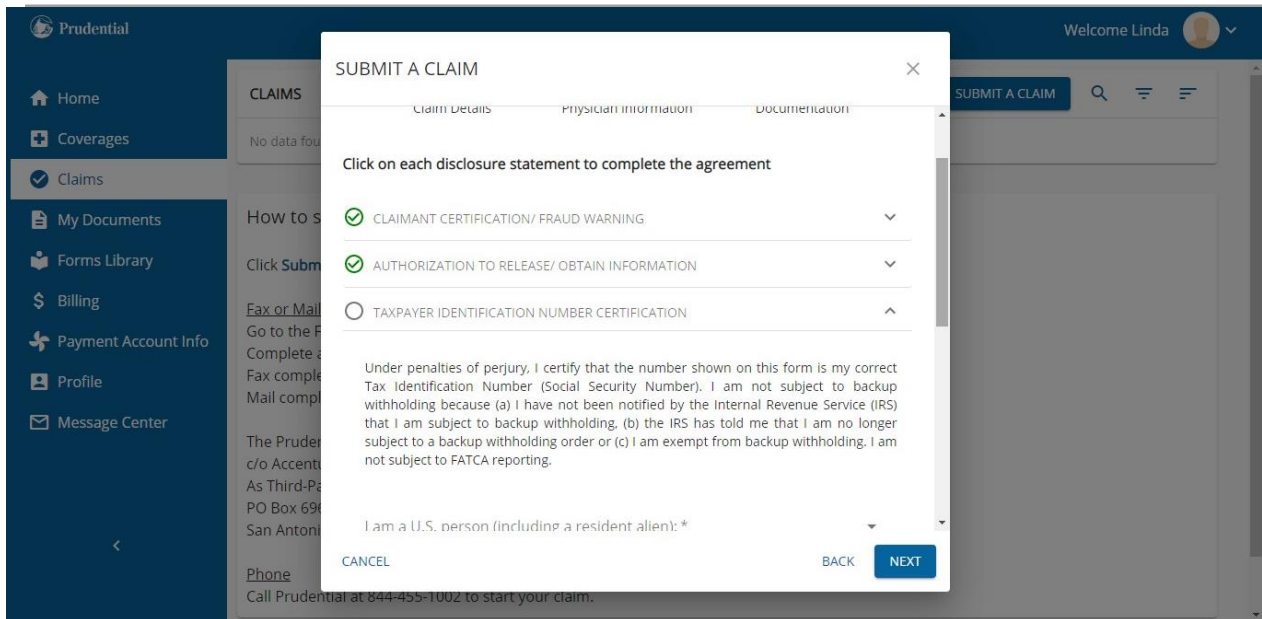 Prudential
Welcome Linda
Home
Coverages
Claims
My Documents
Forms Library
Billing
Payment Account Info
Profile
Message Center
CLAIMS
SUBMIT A CLAIM
No data fou
How to s
Click Subm
Fax or Mail
Go to the F
Complete a
Fax comple
Mail compl
The Pruden
c/o Accentu
As Third-Pa
PO Box 696
San Antoni
Phone
Call Prudential at 844-455-1002 to start your claim.
SUBMIT A CLAIM
Claim Details Physician Information Documentation
Click on each disclosure statement to complete the agreement
CLAIMANT CERTIFICATION/ FRAUD WARNING
AUTHORIZATION TO RELEASE/ OBTAIN INFORMATION
TAXPAYER IDENTIFICATION NUMBER CERTIFICATION
Under penalties of perjury, I certify that the number shown on this form is my correct
Tax Identification Number (Social Security Number). I am not subject to backup
withholding because (a) I have not been notified by the Internal Revenue Service (IRS)
that I am subject to backup withholding, (b) the IRS has told me that I am no longer
subject to a backup withholding order or (c) I am exempt from backup withholding. I am
not subject to FATCA reporting.
I am a U.S. person (including a resident alien): *
CANCEL
BACK
NEXT